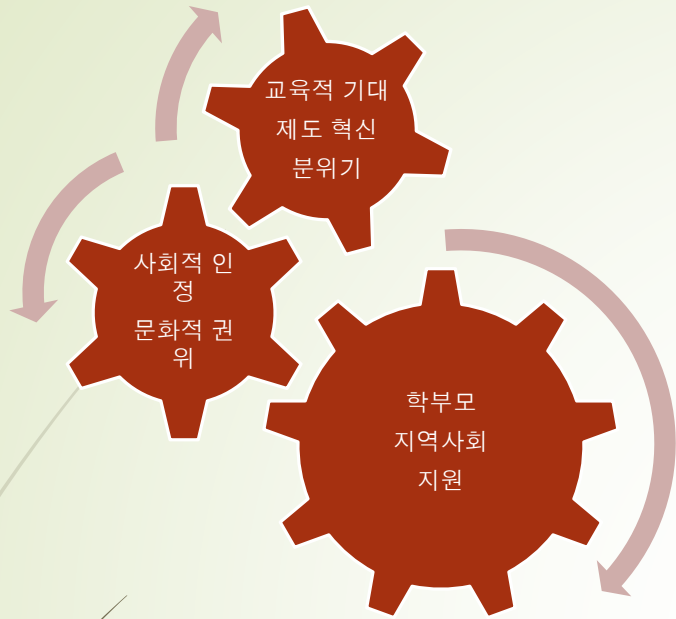 교육적 기대
제도 혁신
분위기
사회적 인
정
문화적 권
위
학부모
지역사회
지원